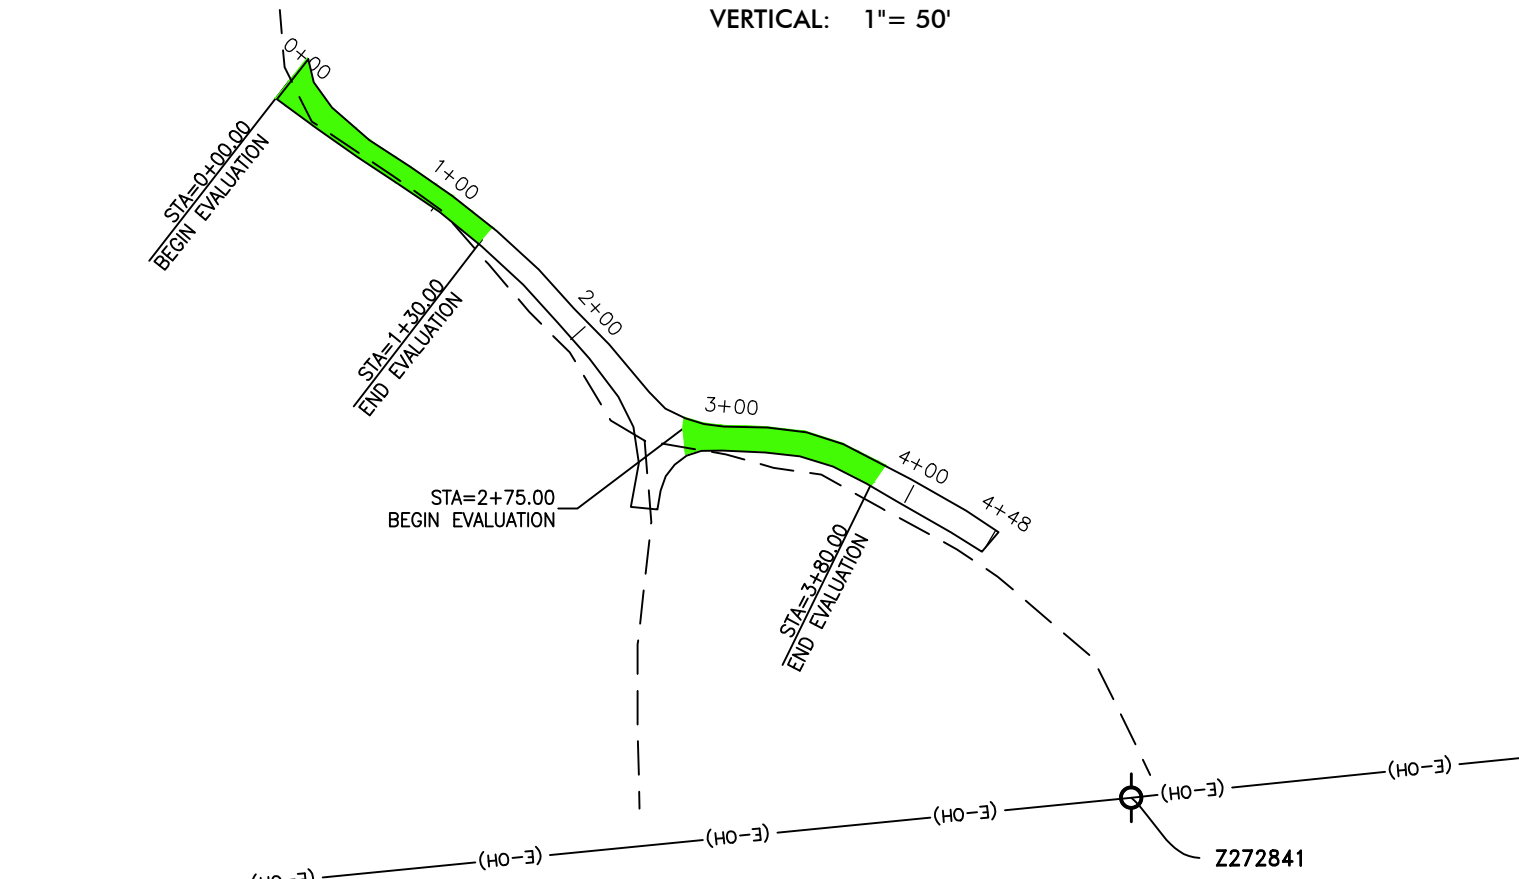 VERTICAL: 1"= 50'
0+00
STA=0+00.00
BEGIN EVALUATION
1+00
STA=1+30.00
END EVALUATION
2+00
3+00
STA=2+75.00
BEGIN EVALUATION
4+00
4+48
STA=3+80.00
END EVALUATION
(E-OH)
(E-OH)
(E-OH)
(E-OH)
(E-OH)
(E-OH)
Z272841